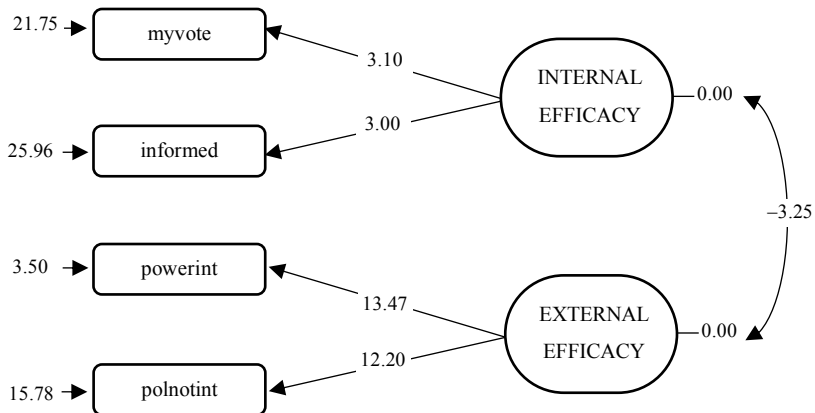 21.75
myvote
3.10
INTERNAL
EFFICACY
0.00
3.00
25.96
informed
–3.25
3.50
powerint
13.47
EXTERNAL
EFFICACY
0.00
12.20
15.78
polnotint